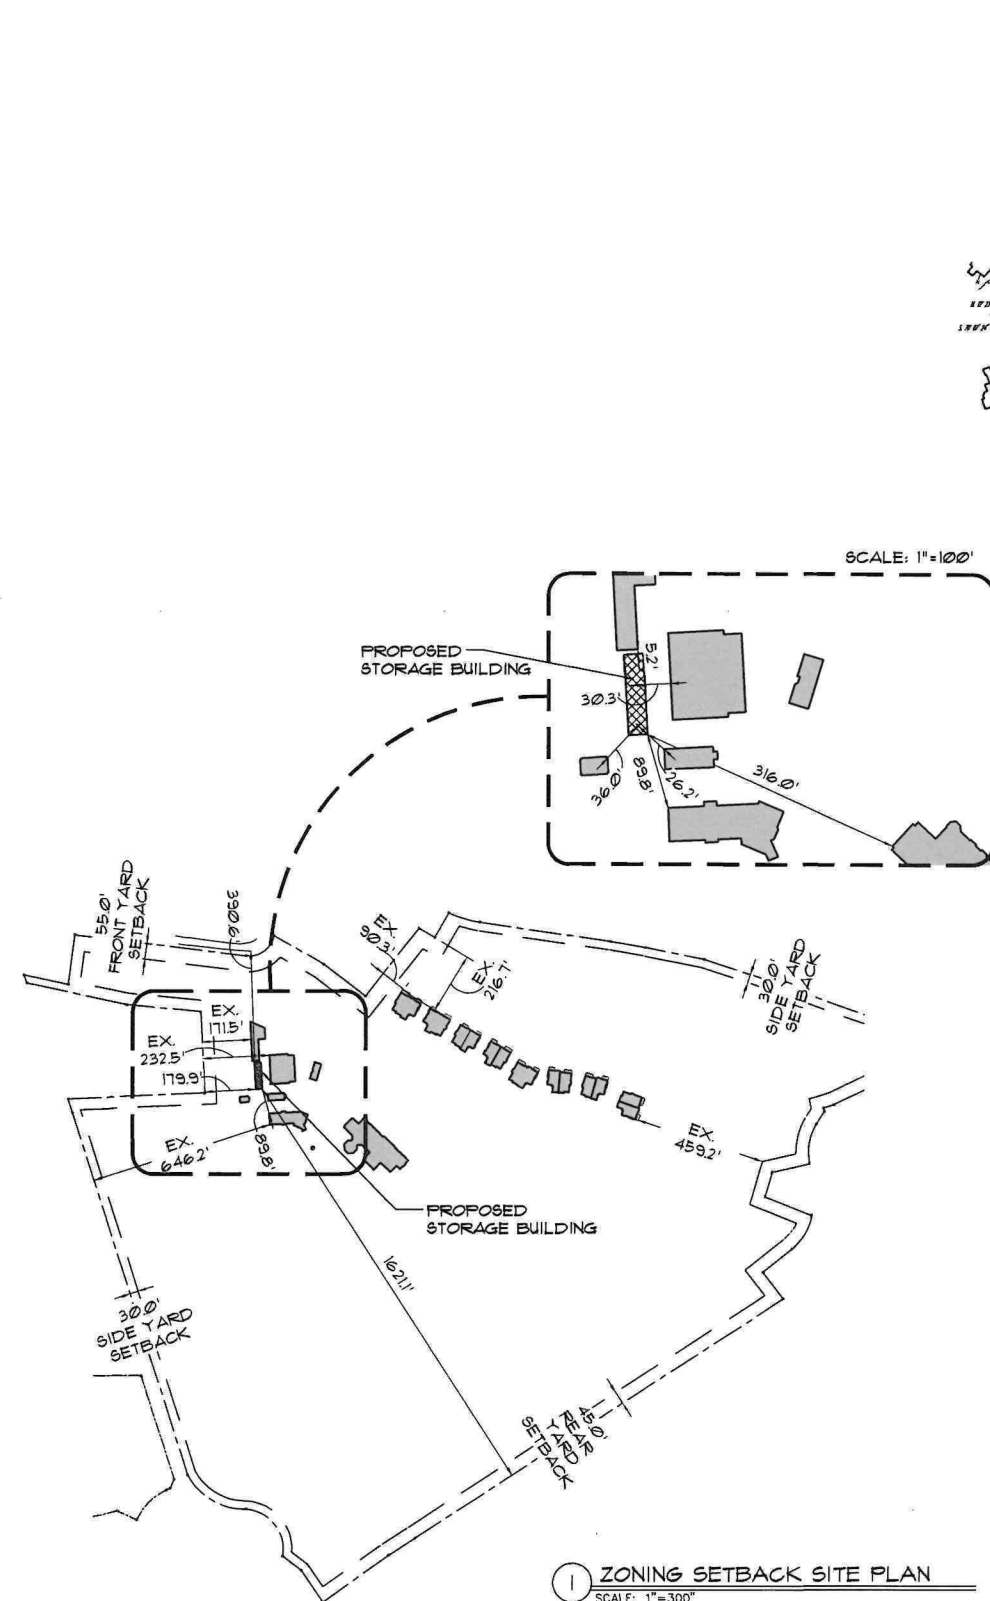 SCALE: 1"=100'
PROPOSED
STORAGE BUILDING
5.2'
30.3'
36.0'
89.8'
26.2'
316.0'
55.0'
FRONT YARD
SETBACK
390.6
EX.
90.3'
EX.
216.7'
30.0'
SIDE YARD
SETBACK
EX.
171.5'
EX.
232.5'
179.9'
EX.
646.2'
89.8'
EX.
459.2'
PROPOSED
STORAGE BUILDING
1621.1'
30.0'
SIDE YARD
SETBACK
45.0'
REAR
YARD
SETBACK
1 ZONING SETBACK SITE PLAN
SCALE: 1"=300"